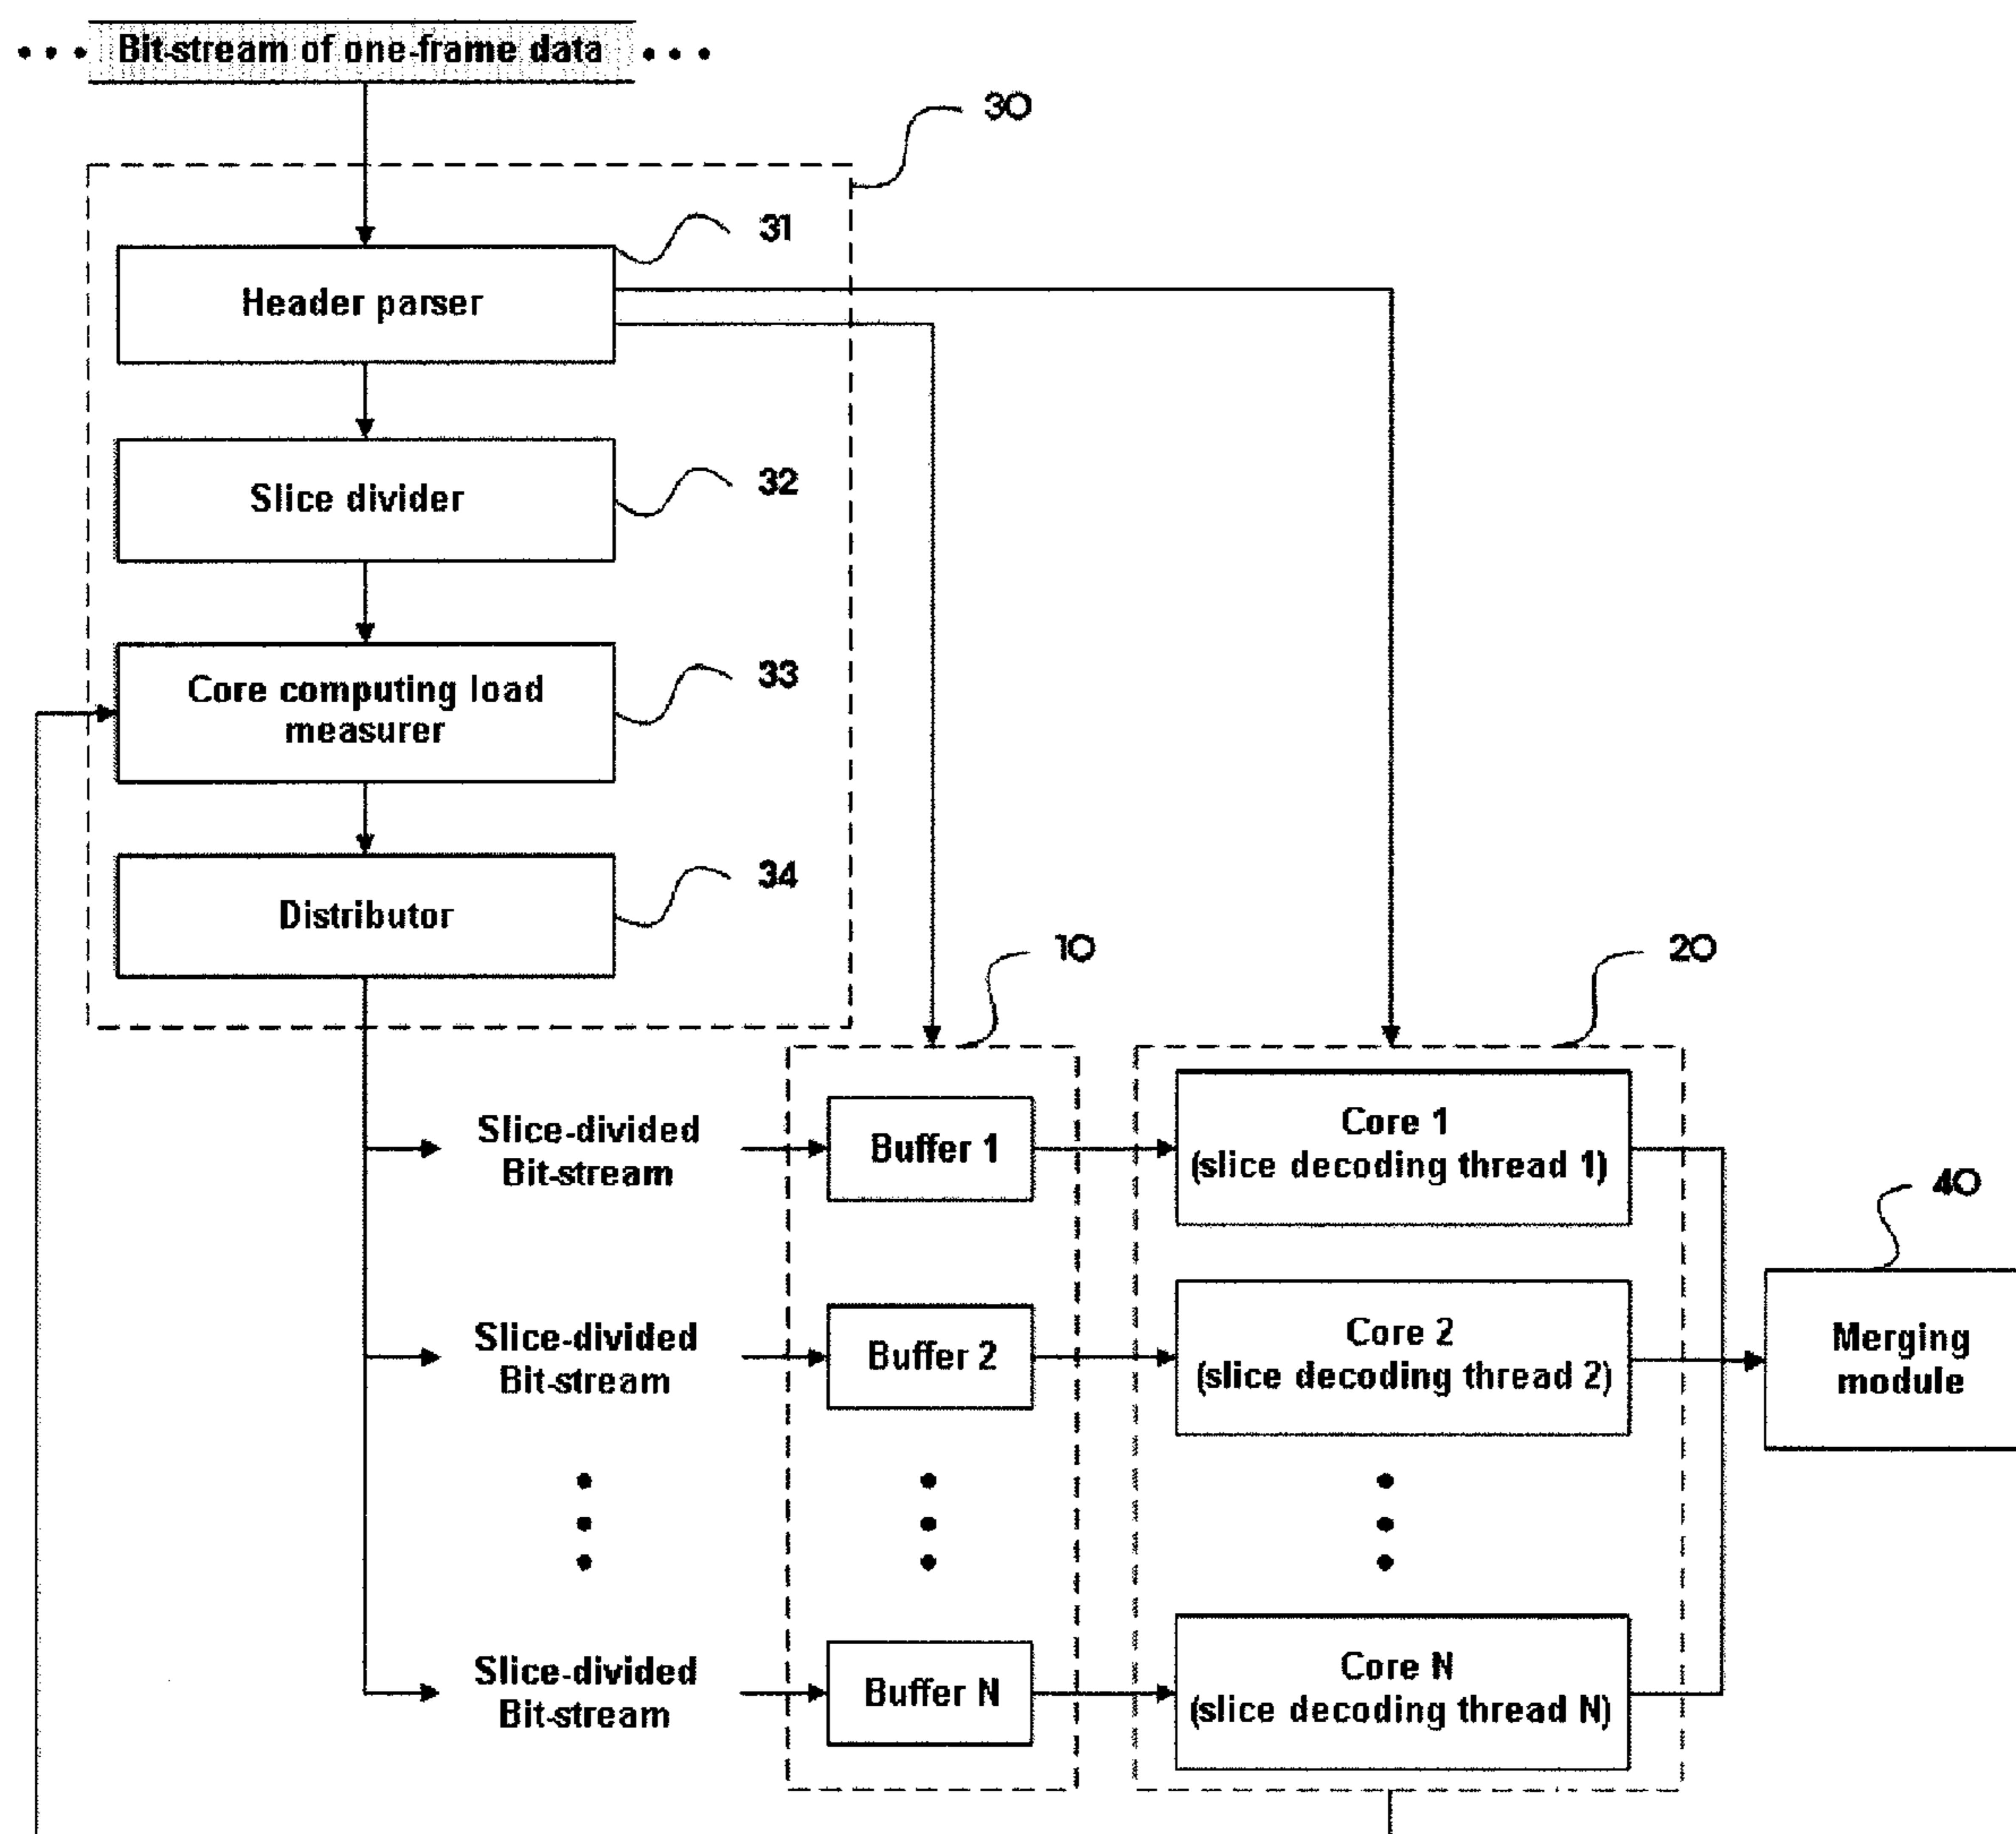 ••• Bit-stream of one-frame data •••
30
31
Header parser
32
Slice divider
33
Core computing load
measurer
34
Distributor
10
20
Slice-divided
Bit-stream
Buffer 1
Core 1
(slice decoding thread 1)
40
Slice-divided
Bit-stream
Buffer 2
Core 2
(slice decoding thread 2)
Merging
module
Slice-divided
Bit-stream
Buffer N
Core N
(slice decoding thread N)